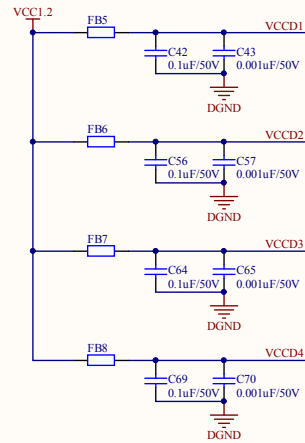 VCC1.2
FB5
VCCD1
C42
C43
0.1uF/50V
0.001uF/50V
DGND
FB6
VCCD2
C56
C57
0.1uF/50V
0.001uF/50V
DGND
FB7
VCCD3
C64
C65
0.1uF/50V
0.001uF/50V
DGND
FB8
VCCD4
C69
C70
0.1uF/50V
0.001uF/50V
DGND